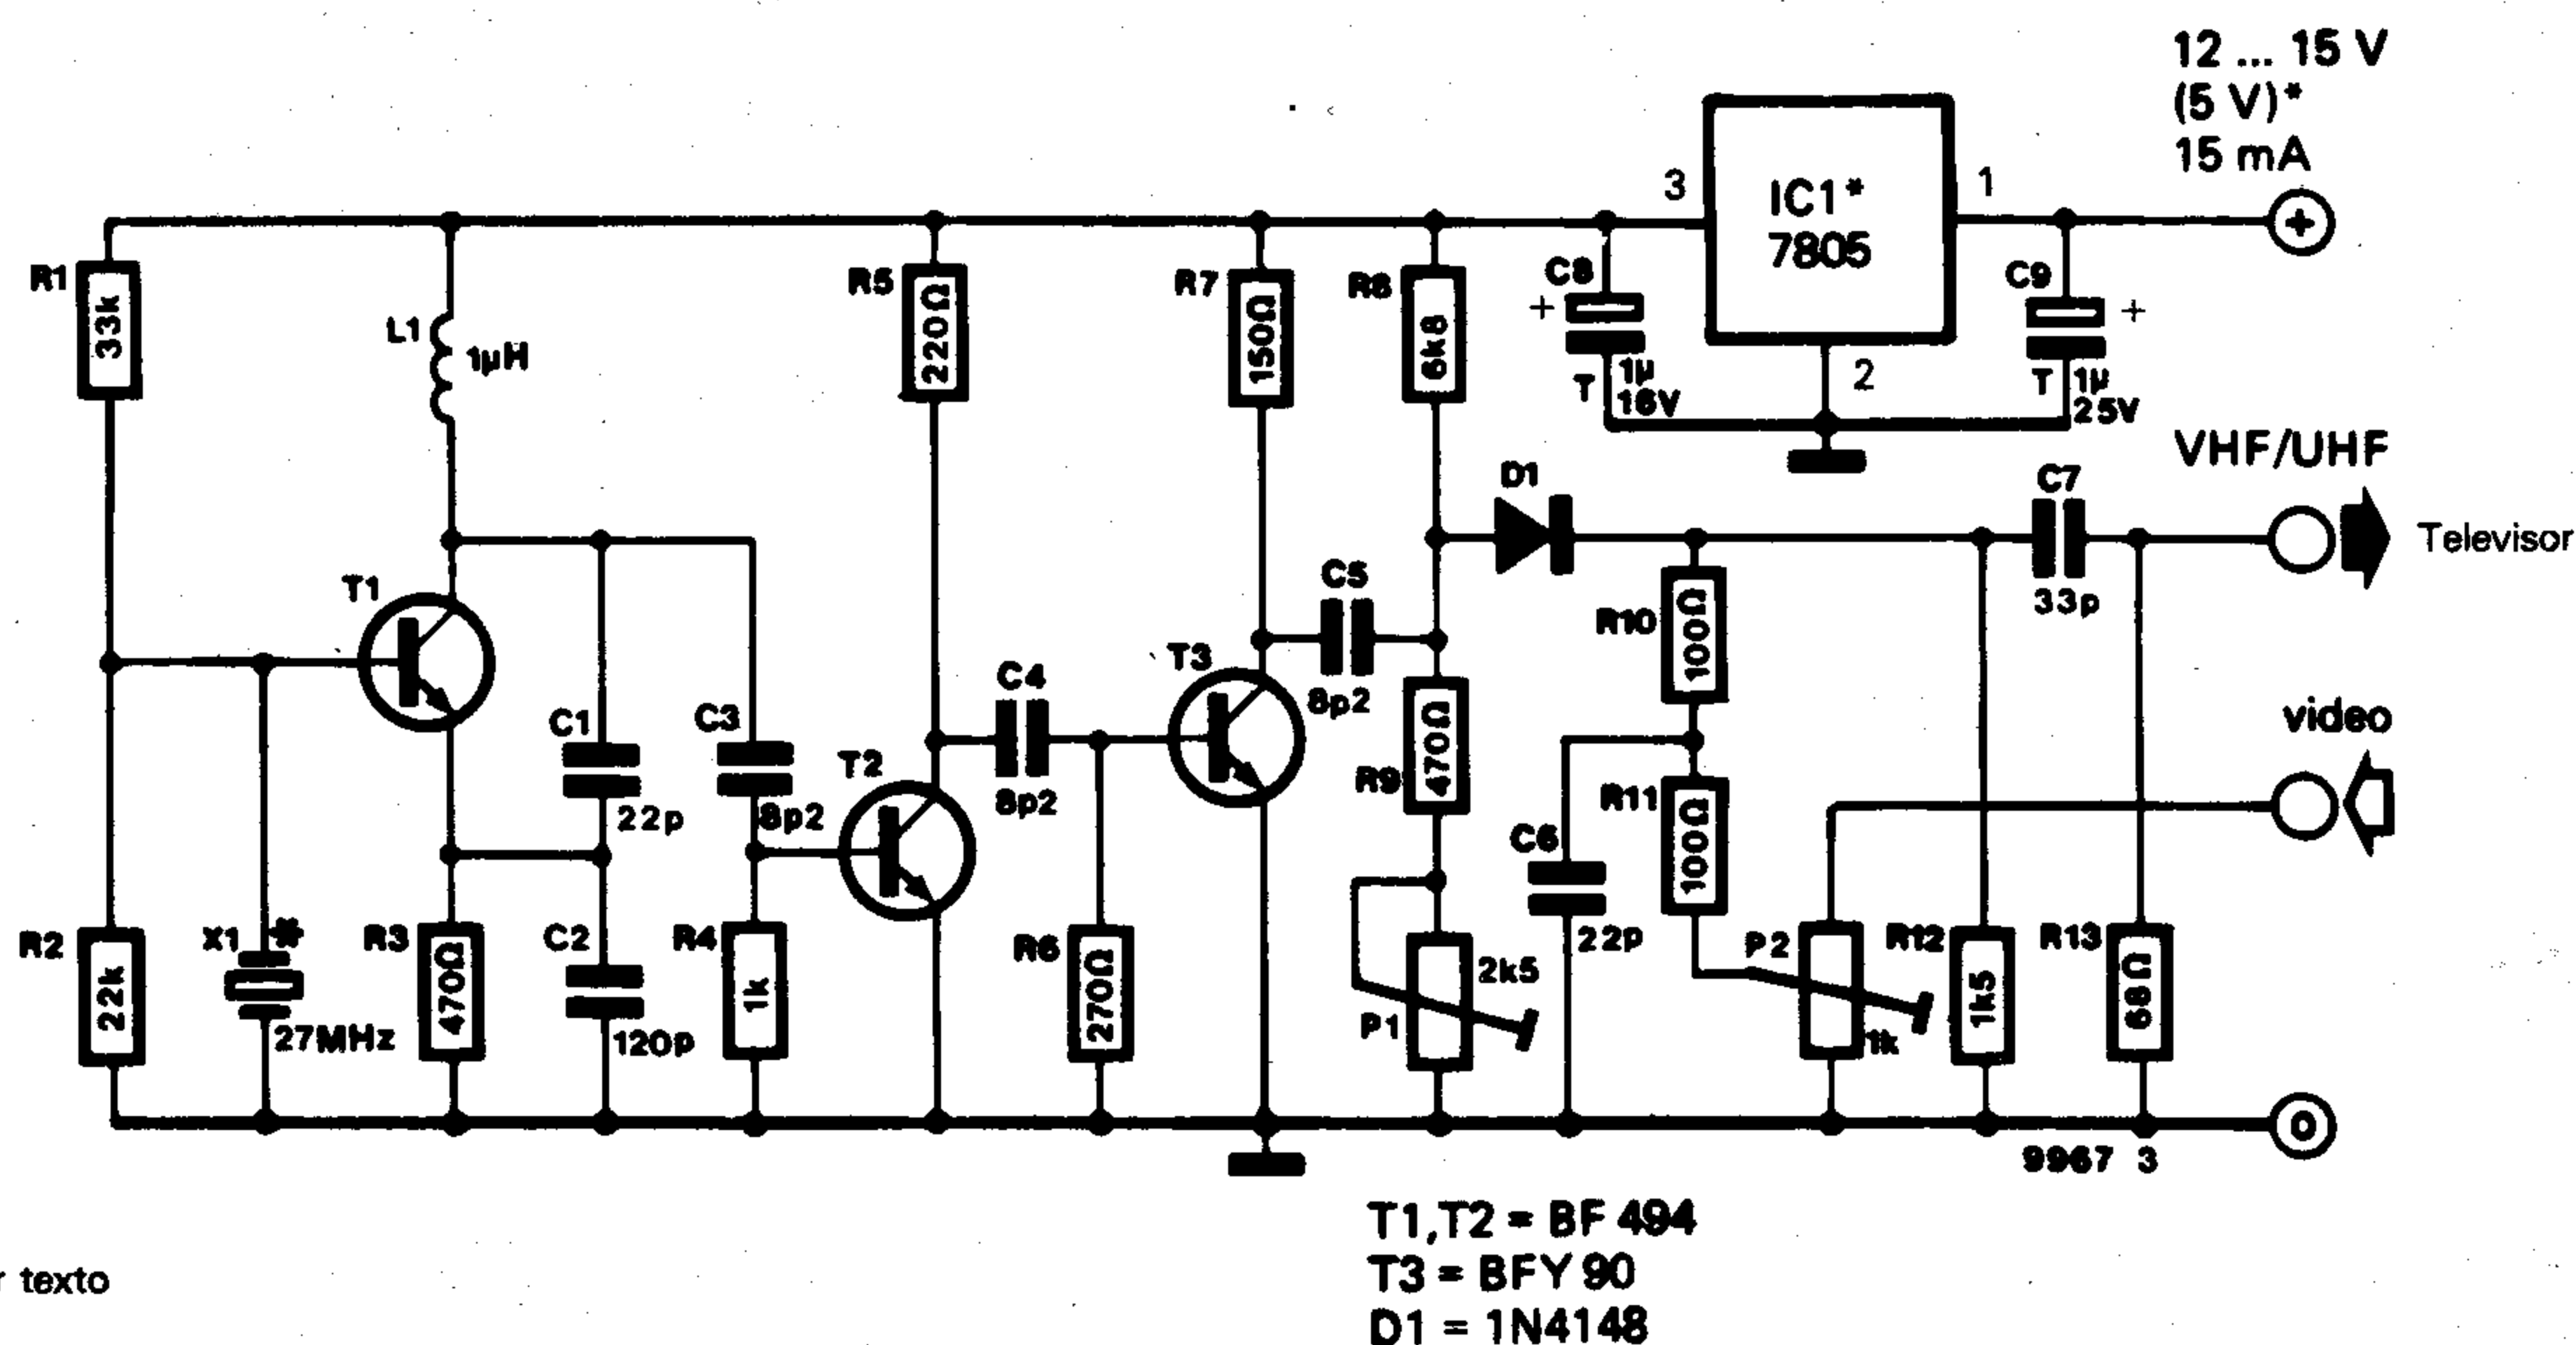 12 ... 15 V
(5 V)*
15 mA
+
3
IC1*
7805
1
2
R1
33k
L1
1μH
R5
220Ω
R7
150Ω
R8
6k8
C8
+
T
1μ
16V
C9
+
T
1μ
25V
VHF/UHF
D1
C7
33p
Televisor
T1
C1
22p
C3
8p2
T2
C4
8p2
T3
C5
8p2
R9
470Ω
R10
100Ω
R11
100Ω
C6
22p
video
R2
22k
X1
*
27MHz
R3
470Ω
C2
120p
R4
1k
R6
270Ω
P1
2k5
P2
1k
R12
1k5
R13
68Ω
0
9967 3
T1,T2 = BF 494
T3 = BFY 90
D1 = 1N4148
r texto